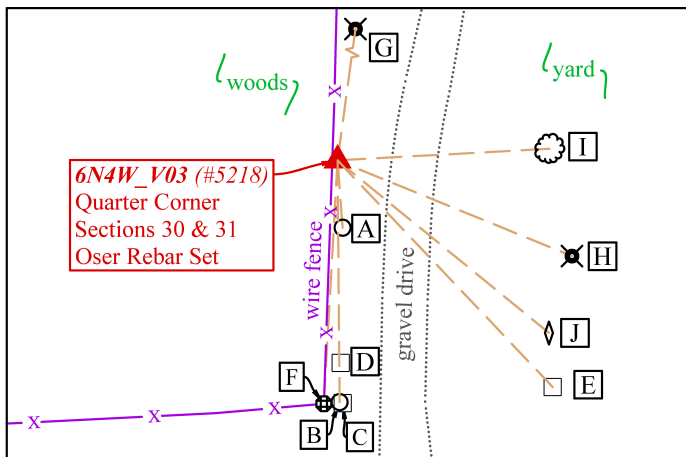 G
woods
yard
X
I
6N4W_V03 (#5218)
Quarter Corner
Sections 30 & 31
Oser Rebar Set
X
A
H
wire fence
gravel drive
X
J
D
F
E
X
X
X
B
C